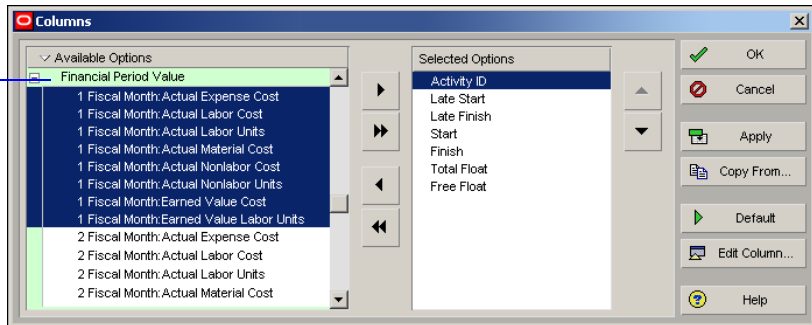 Columns
Available Options
Financial Period Value
1 Fiscal Month:Actual Expense Cost
1 Fiscal Month:Actual Labor Cost
1 Fiscal Month:Actual Labor Units
1 Fiscal Month:Actual Material Cost
1 Fiscal Month:Actual Nonlabor Cost
1 Fiscal Month:Actual Nonlabor Units
1 Fiscal Month:Earned Value Cost
1 Fiscal Month:Earned Value Labor Units
2 Fiscal Month:Actual Expense Cost
2 Fiscal Month:Actual Labor Cost
2 Fiscal Month:Actual Labor Units
2 Fiscal Month:Actual Material Cost
Selected Options
Activity ID
Late Start
Late Finish
Start
Finish
Total Float
Free Float
OK
Cancel
Apply
Copy From...
Default
Edit Column...
Help